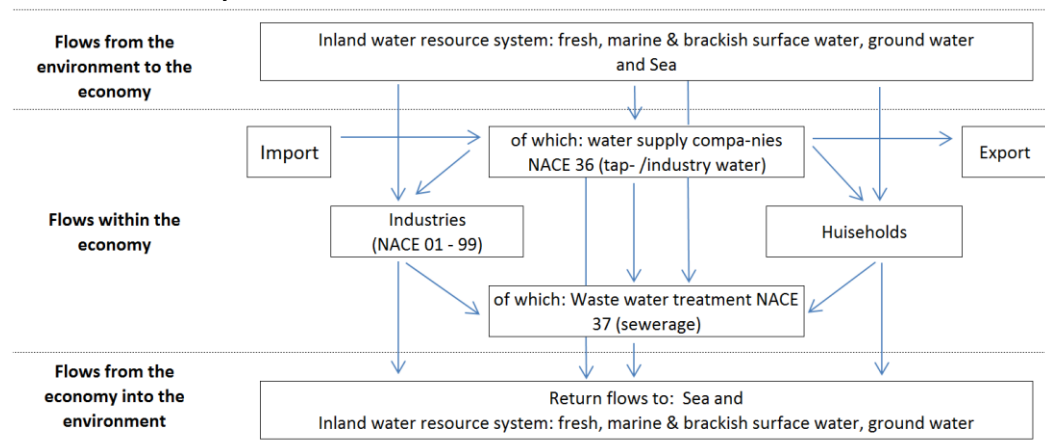 Flows from the
environment to the
economy
Inland water resource system: fresh, marine & brackish surface water, ground water
and Sea
Import
of which: water supply compa-nies
NACE 36 (tap- /industry water)
Export
Flows within the
economy
Industries
(NACE 01 - 99)
Huiseholds
of which: Waste water treatment NACE
37 (sewerage)
Flows from the
economy into the
environment
Return flows to:  Sea and
Inland water resource system: fresh, marine & brackish surface water, ground water